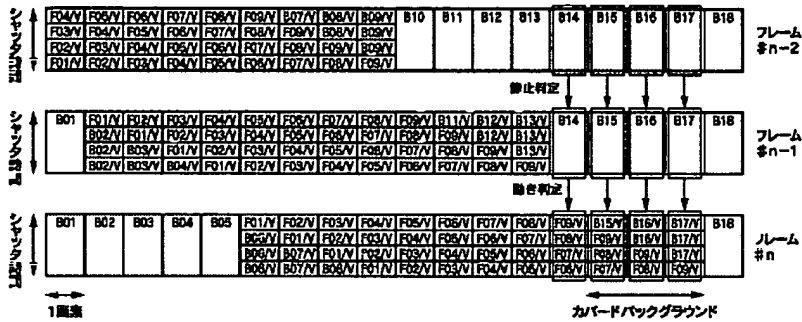 F04/V F05/V F06/V F07/V F08/V F09/V B07/V B08/V B09/V B10 B11 B12 B13 B14 B15 B16 B17 B18
F03/V F04/V F05/V F06/V F07/V F08/V F09/V B08/V B09/V
F02/V F03/V F04/V F05/V F06/V F07/V F08/V F09/V B09/V
F01/V F02/V F03/V F04/V F05/V F06/V F07/V F08/V F09/V
フレーム
#n-2
静止判定
B01 F01/V F02/V F03/V F04/V F05/V F06/V F07/V F08/V F09/V B11/V B12/V B13/V B14 B15 B16 B17 B18
B02/V F01/V F02/V F03/V F04/V F05/V F06/V F07/V F08/V F09/V B12/V B13/V
B02/V B03/V F01/V F02/V F03/V F04/V F05/V F06/V F07/V F08/V F09/V B13/V
B02/V B03/V B04/V F01/V F02/V F03/V F04/V F05/V F06/V F07/V F08/V F09/V
フレーム
#n-1
動き判定
B01 B02 B03 B04 B05 F01/V F02/V F03/V F04/V F05/V F06/V F07/V F08/V F09/V B15/V B16/V B17/V B18
B06/V F01/V F02/V F03/V F04/V F05/V F06/V F07/V F08/V F09/V B16/V B17/V
B06/V B07/V F01/V F02/V F03/V F04/V F05/V F06/V F07/V F08/V F09/V B17/V
B06/V B07/V B08/V F01/V F02/V F03/V F04/V F05/V F06/V F07/V F08/V F09/V
フレーム
#n
1画素
カバードバックグラウンド